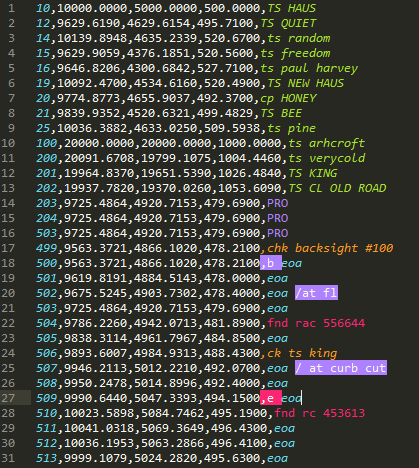 1 10,10000.0000,5000.0000,500.0000,TS HAUS
2 12,9629.6190,4629.6154,495.7100,TS QUIET
3 14,10139.8948,4635.2339,520.6700,ts random
4 15,9629.9059,4376.1851,520.5600,ts freedom
5 16,9646.8206,4300.6842,527.7100,ts paul harvey
6 19,10092.4700,4534.6160,520.4900,TS NEW HAUS
7 20,9774.8773,4655.9037,492.3700,cp HONEY
8 21,9839.9352,4520.6321,499.4829,TS BEE
9 25,10036.3882,4633.0250,509.5938,ts pine
10 100,20000.0000,20000.0000,1000.0000,ts arhcroft
11 200,20091.6708,19799.1075,1004.4460,ts verycold
12 201,19964.8370,19651.5390,1026.4840,TS KING
13 202,19937.7820,19370.0260,1053.6090,TS CL OLD ROAD
14 203,9725.4864,4920.7153,479.6900,PRO
15 204,9725.4864,4920.7153,479.6900,PRO
16 205,9725.4864,4920.7153,479.6900,PRO
17 499,9563.3721,4866.1020,478.2100,chk backsight #100
18 500,9563.3721,4866.1020,478.2100,b eoa
19 501,9619.8191,4884.5143,478.0000,eoa
20 502,9675.5245,4903.7302,478.4000,eoa /at fl
21 503,9725.4864,4920.7153,479.6900,eoa
22 504,9786.2260,4942.0713,481.8900,fnd rac 556644
23 505,9838.3114,4961.7967,484.8500,eoa
24 506,9893.6007,4984.9313,488.4300,ck ts king
25 507,9946.2113,5012.2210,492.0700,eoa / at curb cut
26 508,9950.2478,5014.8996,492.4000,eoa
27 509,9990.6440,5047.3393,494.1500,e eoa
28 510,10023.5898,5084.7462,495.1900,fnd rc 453613
29 511,10041.0318,5069.3649,496.4300,eoa
30 512,10036.1953,5063.2866,496.4100,eoa
31 513,9999.1079,5024.2820,495.6300,eoa